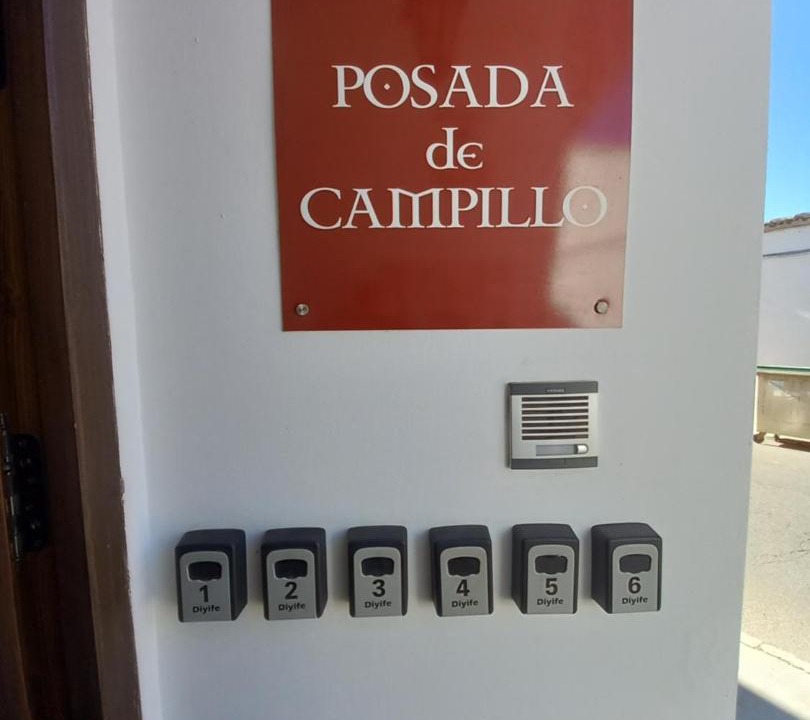 POSADA
de
CAMPILLO
1
Diyife
2
Diyife
3
Diyife
4
Diyife
5
Diyife
6
Diyife